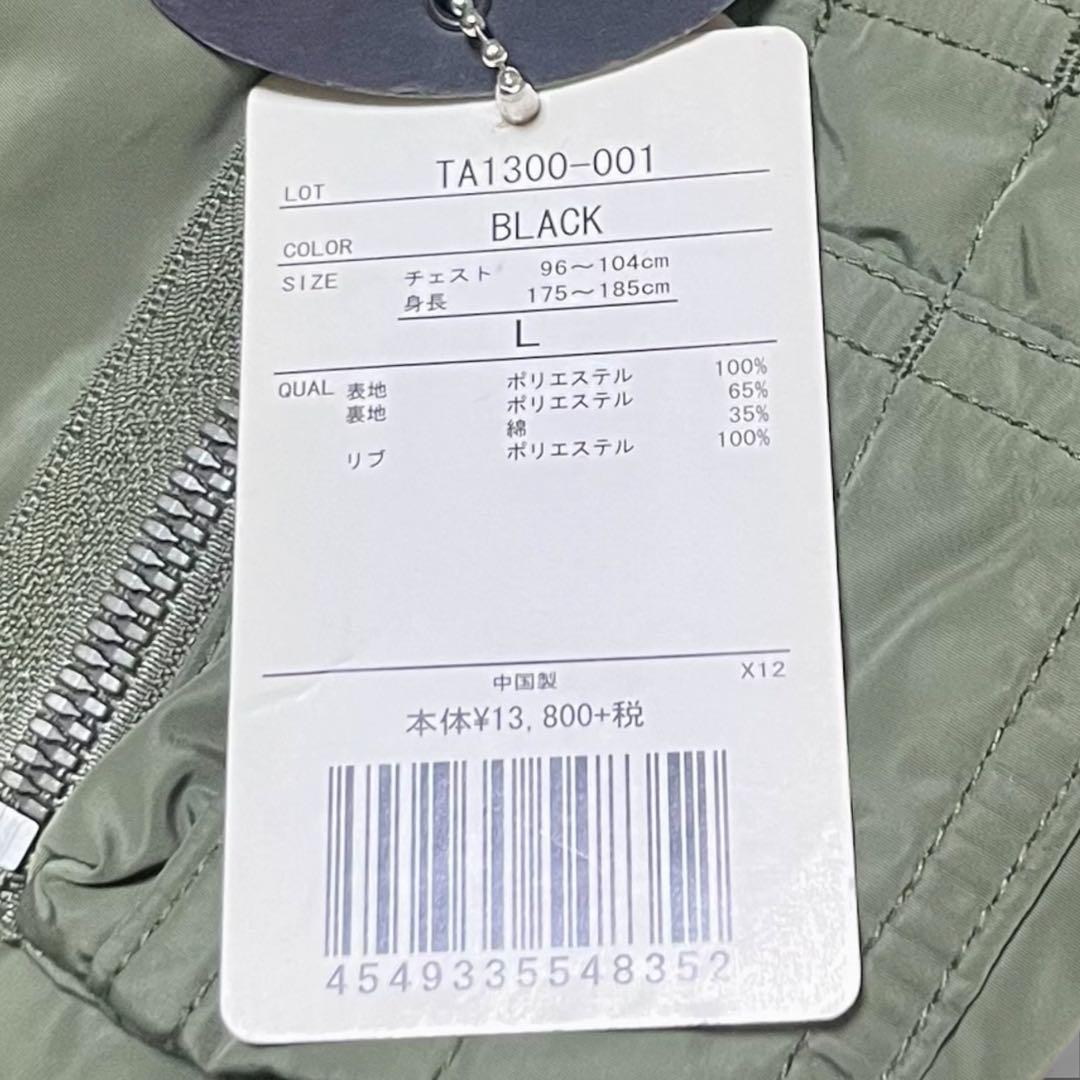 LOT TA1300-001
COLOR BLACK
SIZE チェスト 96～104cm
身長 175～185cm
L
QUAL 表地 ポリエステル 100%
裏地 ポリエステル 65%
綿 35%
リブ ポリエステル 100%
中国製 X12
本体¥13,800+税
4549335548352